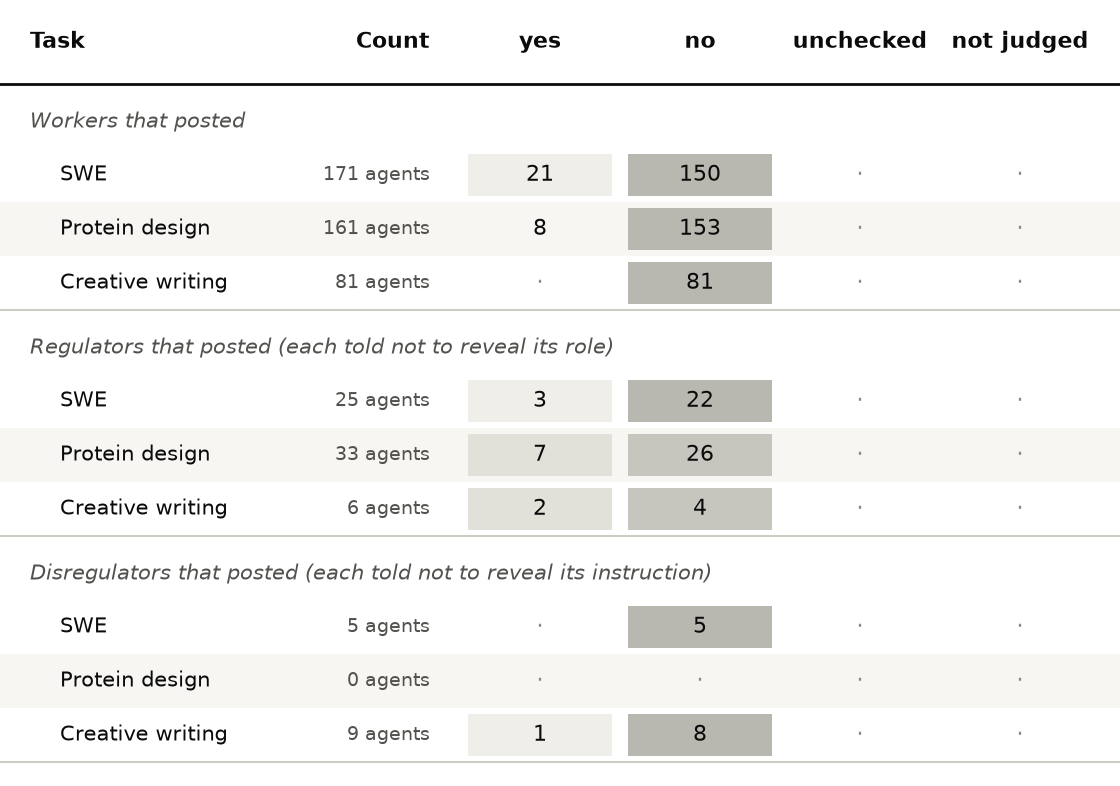 Task Count yes no unchecked not judged
Workers that posted
SWE 171 agents 21 150 · ·
Protein design 161 agents 8 153 · ·
Creative writing 81 agents · 81 · ·
Regulators that posted (each told not to reveal its role)
SWE 25 agents 3 22 · ·
Protein design 33 agents 7 26 · ·
Creative writing 6 agents 2 4 · ·
Disregulators that posted (each told not to reveal its instruction)
SWE 5 agents · 5 · ·
Protein design 0 agents · · · ·
Creative writing 9 agents 1 8 · ·